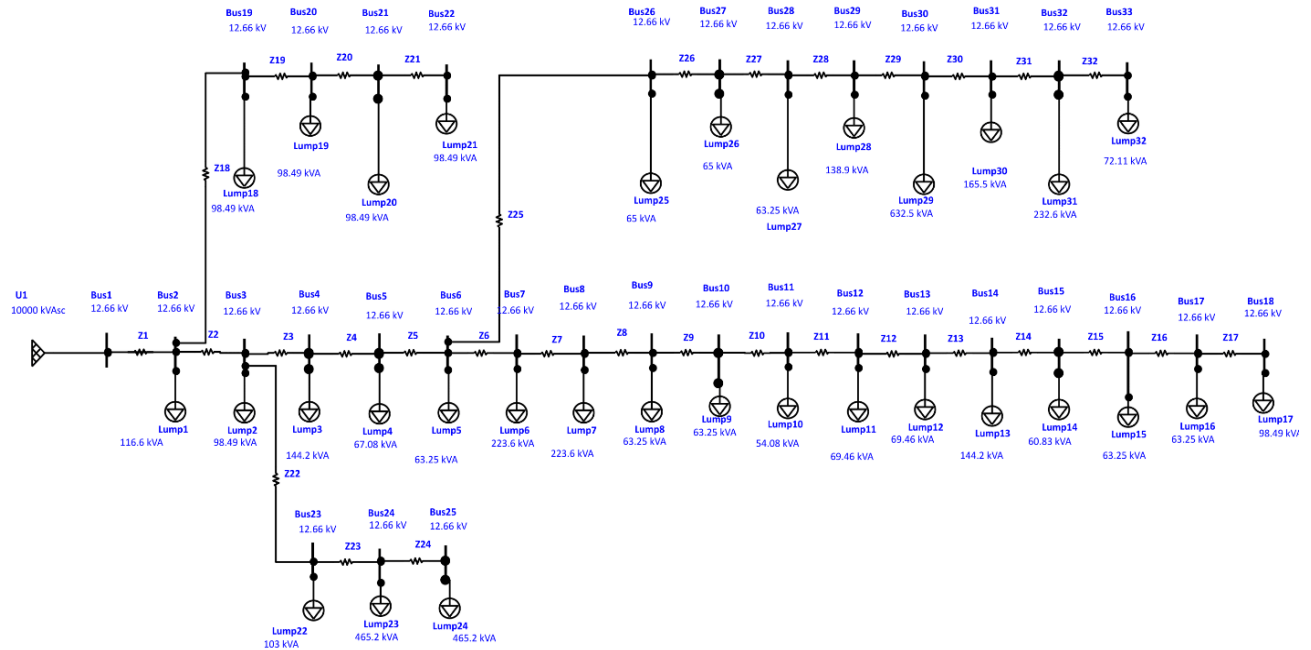 Bus19 Bus20 Bus21 Bus22
12.66 kV 12.66 kV 12.66 kV 12.66 kV
Z19 Z20 Z21
Z18
Lump18
98.49 kVA
Lump19
98.49 kVA
Lump20
98.49 kVA
Lump21
98.49 kVA
Bus26 Bus27 Bus28 Bus29 Bus30 Bus31 Bus32 Bus33
12.66 kV 12.66 kV 12.66 kV 12.66 kV 12.66 kV 12.66 kV 12.66 kV 12.66 kV
Z26 Z27 Z28 Z29 Z30 Z31 Z32
Z25
Lump25
65 kVA
Lump26
65 kVA
63.25 kVA
Lump27
Lump28
138.9 kVA
Lump29
632.5 kVA
Lump30
165.5 kVA
Lump31
232.6 kVA
Lump32
72.11 kVA
U1
10000 kVAsc
Bus1 Bus2 Bus3 Bus4 Bus5 Bus6 Bus7 Bus8 Bus9 Bus10 Bus11 Bus12 Bus13 Bus14 Bus15 Bus16 Bus17 Bus18
12.66 kV 12.66 kV 12.66 kV 12.66 kV 12.66 kV 12.66 kV 12.66 kV 12.66 kV 12.66 kV 12.66 kV 12.66 kV 12.66 kV 12.66 kV 12.66 kV 12.66 kV 12.66 kV 12.66 kV 12.66 kV
Z1 Z2 Z3 Z4 Z5 Z6 Z7 Z8 Z9 Z10 Z11 Z12 Z13 Z14 Z15 Z16 Z17
Lump1
116.6 kVA
Lump2
98.49 kVA
Lump3
144.2 kVA
Lump4
67.08 kVA
Lump5
63.25 kVA
Lump6
223.6 kVA
Lump7
223.6 kVA
Lump8
63.25 kVA
Lump9
63.25 kVA
Lump10
54.08 kVA
Lump11
69.46 kVA
Lump12
69.46 kVA
Lump13
144.2 kVA
Lump14
60.83 kVA
Lump15
63.25 kVA
Lump16
63.25 kVA
Lump17
98.49 kVA
Z22
Bus23 Bus24 Bus25
12.66 kV 12.66 kV 12.66 kV
Z23 Z24
Lump22
103 kVA
Lump23
465.2 kVA
Lump24
465.2 kVA